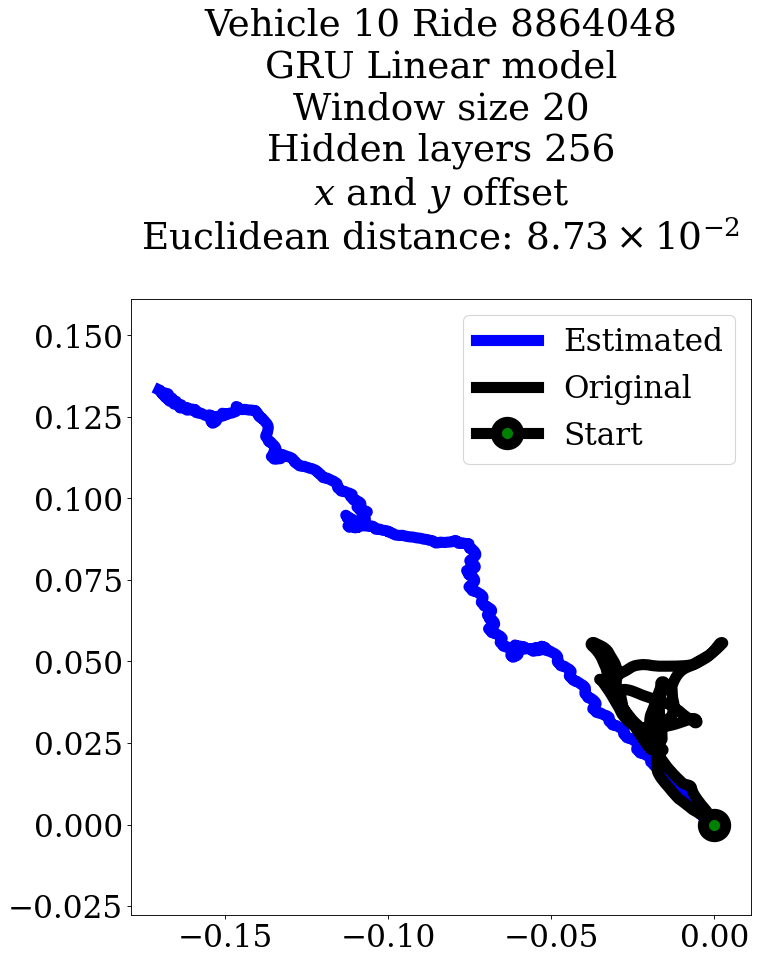 Vehicle 10 Ride 8864048
GRU Linear model
Window size 20
Hidden layers 256
x and y offset
Euclidean distance: 8.73 × 10⁻²
Estimated
Original
Start
0.150
0.125
0.100
0.075
0.050
0.025
0.000
−0.025
−0.15 −0.10 −0.05 0.00